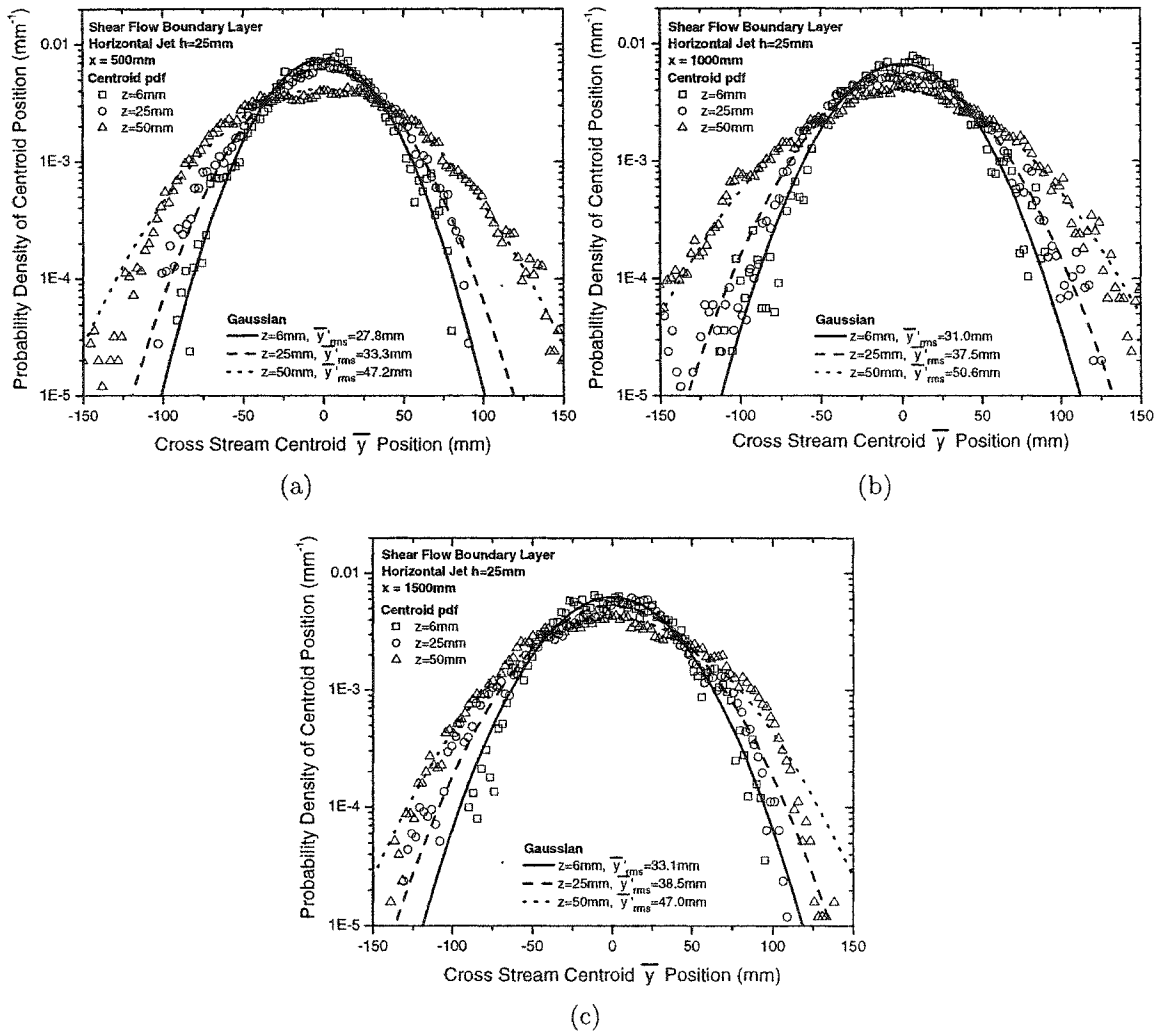 Probability Density of Centroid Position (mm⁻¹)
Shear Flow Boundary Layer
Horizontal Jet h=25mm
x = 500mm
Centroid pdf
□ z=6mm
○ z=25mm
△ z=50mm
0.01
1E-3
1E-4
1E-5
Gaussian
z=6mm, y̅'rms=27.8mm
z=25mm, y̅'rms=33.3mm
z=50mm, y̅'rms=47.2mm
-150 -100 -50 0 50 100 150
Cross Stream Centroid y̅ Position (mm)
(a)
Probability Density of Centroid Position (mm⁻¹)
Shear Flow Boundary Layer
Horizontal Jet h=25mm
x = 1000mm
Centroid pdf
□ z=6mm
○ z=25mm
△ z=50mm
0.01
1E-3
1E-4
1E-5
Gaussian
z=6mm, y̅'rms=31.0mm
z=25mm, y̅'rms=37.5mm
z=50mm, y̅'rms=50.6mm
-150 -100 -50 0 50 100 150
Cross Stream Centroid y̅ Position (mm)
(b)
Probability Density of Centroid Position (mm⁻¹)
Shear Flow Boundary Layer
Horizontal Jet h=25mm
x = 1500mm
Centroid pdf
□ z=6mm
○ z=25mm
△ z=50mm
0.01
1E-3
1E-4
1E-5
Gaussian
z=6mm, y̅'rms=33.1mm
z=25mm, y̅'rms=38.5mm
z=50mm, y̅'rms=47.0mm
-150 -100 -50 0 50 100 150
Cross Stream Centroid y̅ Position (mm)
(c)